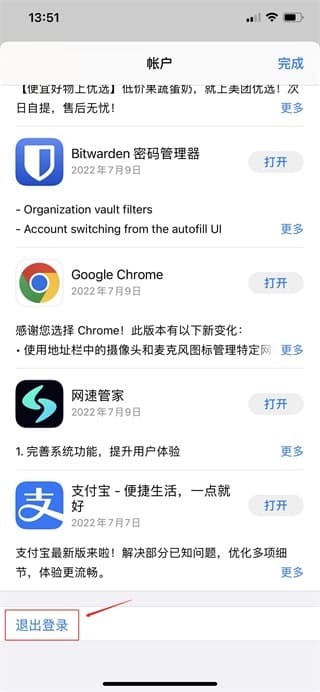 13:51
帐户
完成
【便宜好物上优选】低价果蔬蛋奶，就上美团优选！次
日自提，售后无忧！
更多
Bitwarden 密码管理器
2022年7月9日
打开
- Organization vault filters
- Account switching from the autofill UI
更多
Google Chrome
2022年7月9日
打开
感谢您选择 Chrome！此版本有以下新变化：
• 使用地址栏中的摄像头和麦克风图标管理特定网
更多
网速管家
2022年7月9日
打开
1. 完善系统功能，提升用户体验
更多
支
支付宝 - 便捷生活，一点就
好
2022年7月7日
打开
支付宝最新版来啦！解决部分已知问题，优化多项细
节，体验更流畅。
更多
退出登录